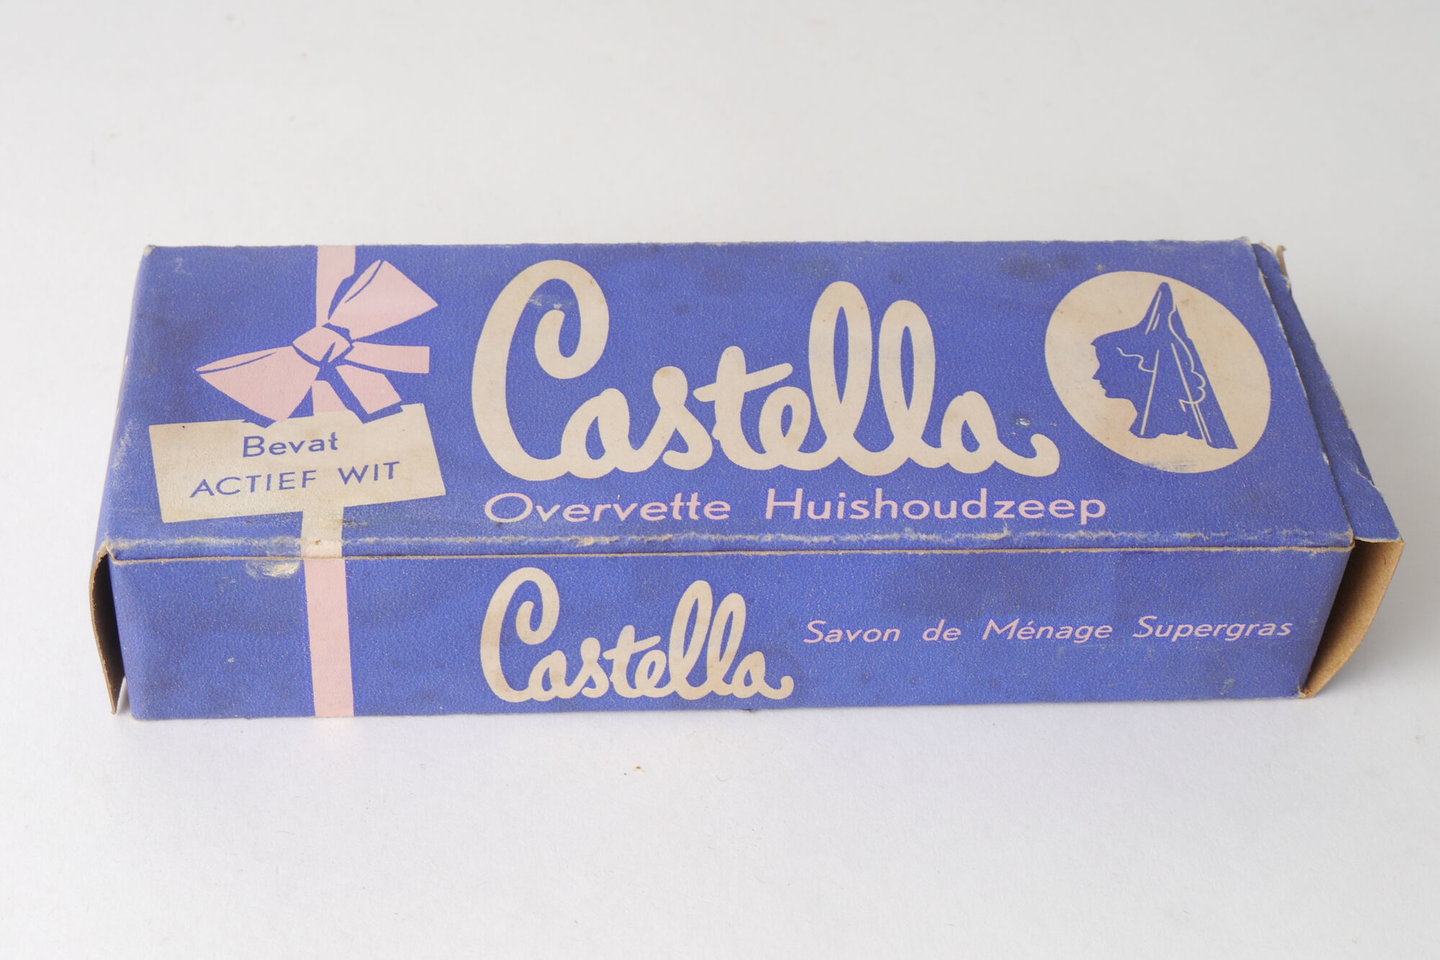 Bevat
ACTIEF WIT
Castella
Overvette Huishoudzeep
Castella
Savon de Ménage Supergras